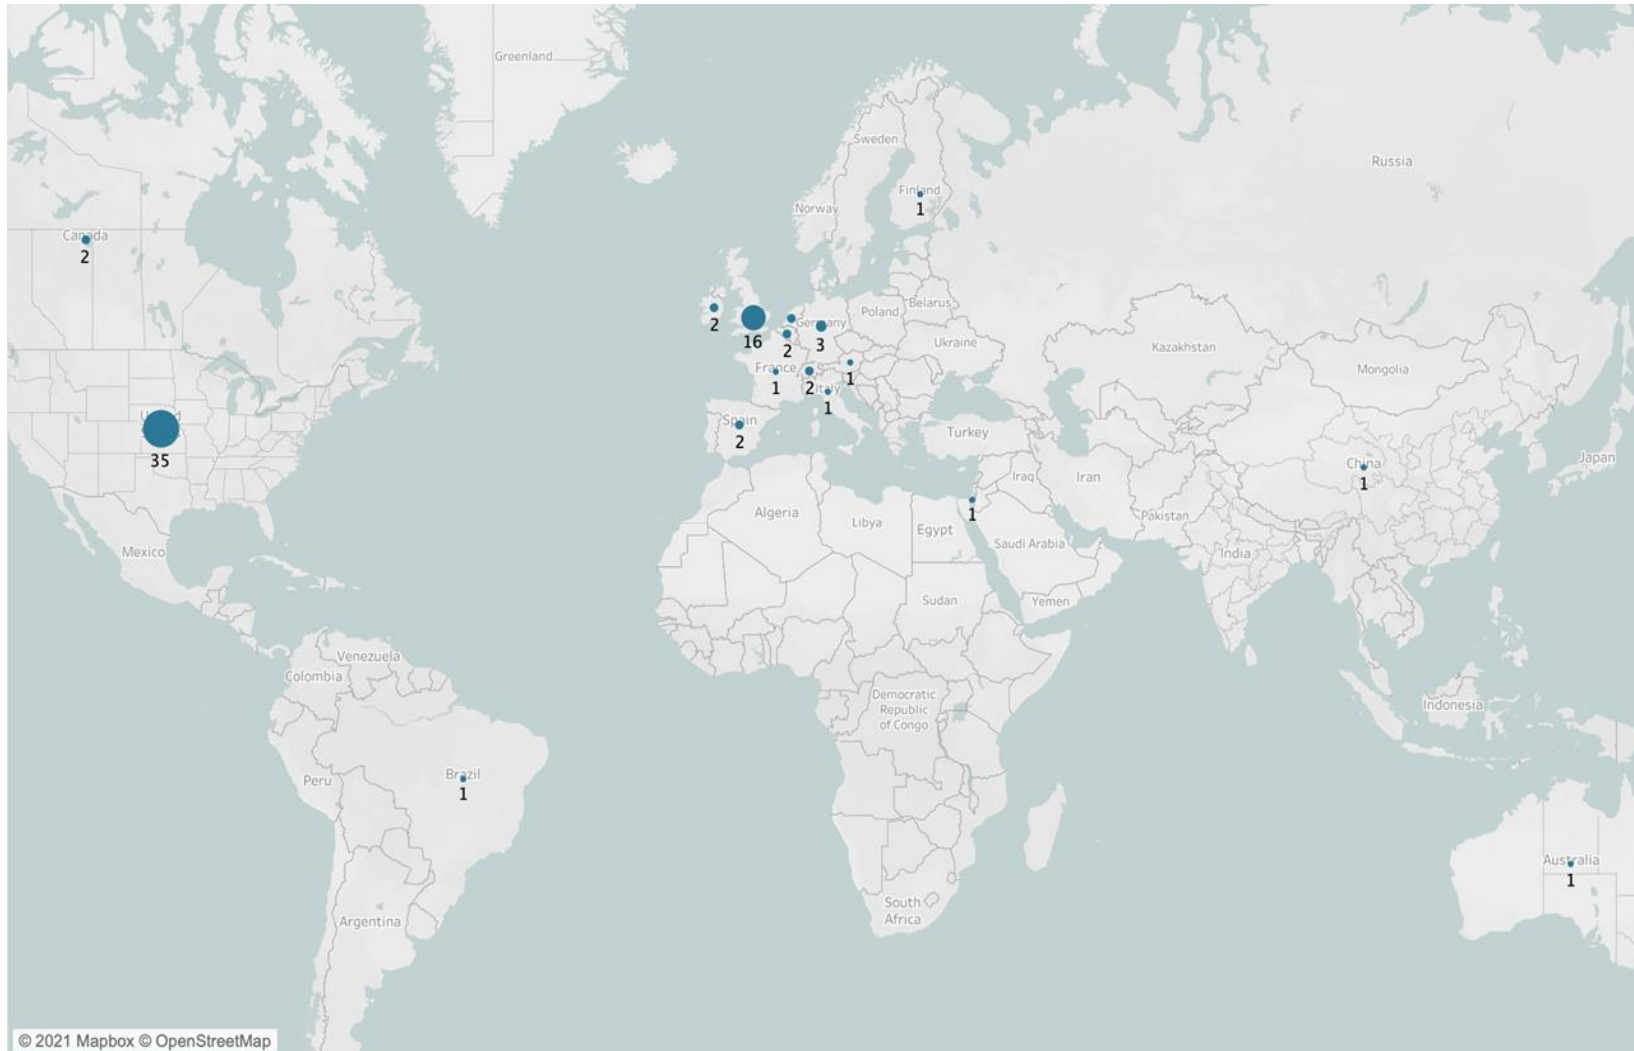 Greenland
Sweden
Russia
Finland
1
Norway
Canada
2
2
16
2
Germany
3
Poland
Belarus
Ukraine
Kazakhstan
Mongolia
France
1
2
1
Italy
1
Spain
2
35
Turkey
Japan
China
1
Iraq
Iran
1
Algeria
Libya
Egypt
Pakistan
Saudi Arabia
India
Mexico
Sudan
Yemen
Venezuela
Colombia
Democratic
Republic
of Congo
Indonesia
Peru
Brazil
1
Australia
1
South
Africa
Argentina
© 2021 Mapbox © OpenStreetMap